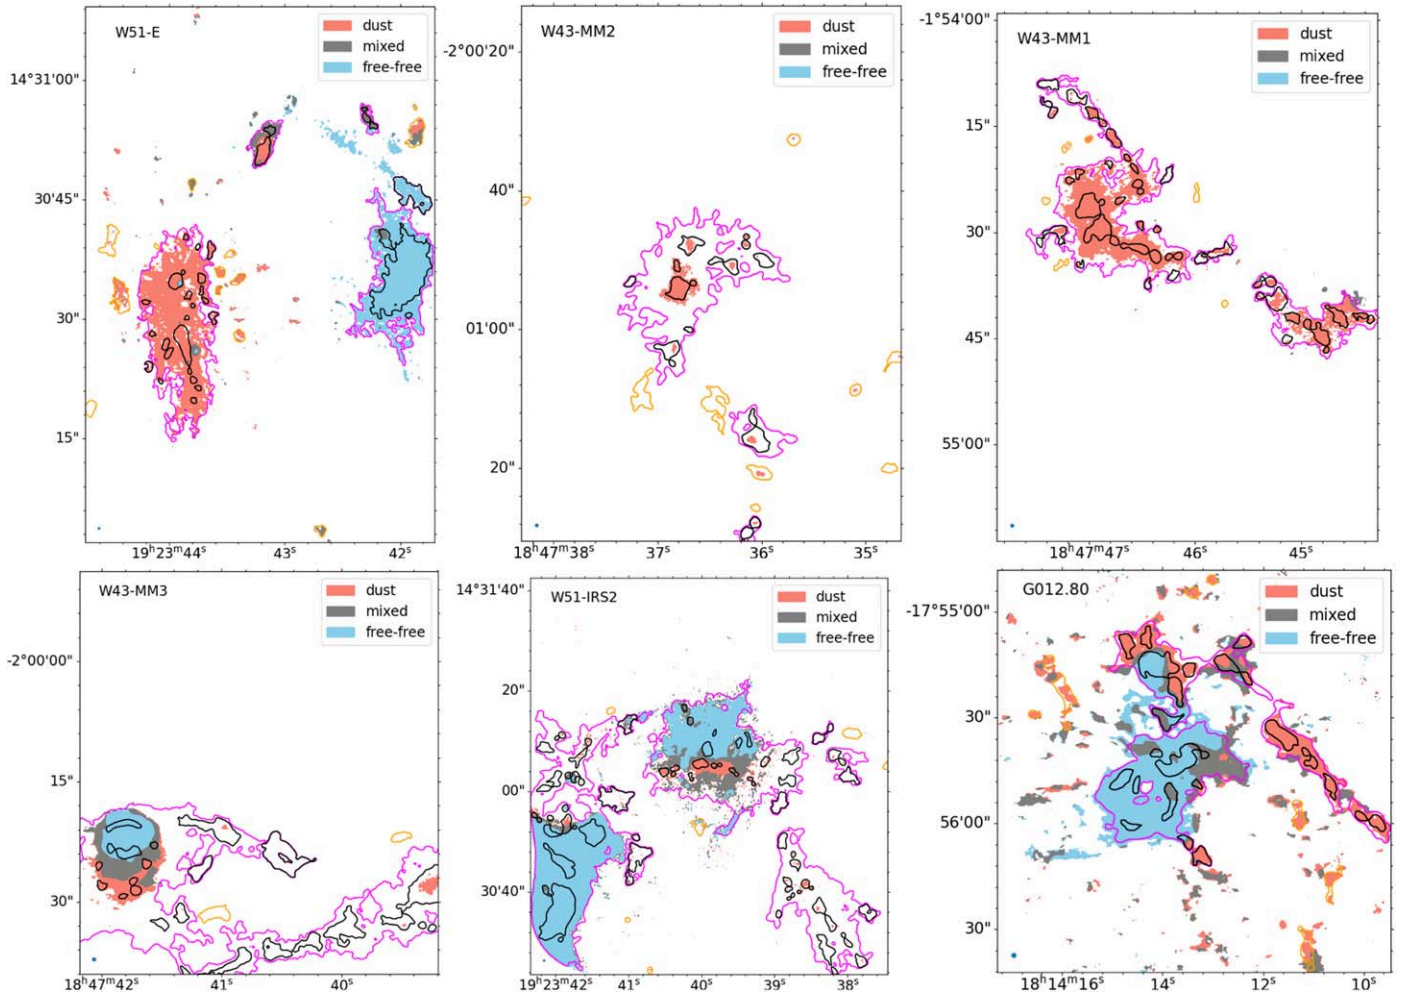 W51-E
dust
mixed
free-free
14°31'00"
30'45"
30"
15"
19ʰ23ᵐ44ˢ
43ˢ
42ˢ
W43-MM2
dust
mixed
free-free
-2°00'20"
40"
01'00"
20"
18ʰ47ᵐ38ˢ
37ˢ
36ˢ
35ˢ
W43-MM1
dust
mixed
free-free
-1°54'00"
15"
30"
45"
55'00"
18ʰ47ᵐ47ˢ
46ˢ
45ˢ
W43-MM3
dust
mixed
free-free
-2°00'00"
15"
30"
18ʰ47ᵐ42ˢ
41ˢ
40ˢ
W51-IRS2
dust
mixed
free-free
14°31'40"
20"
00"
30'40"
19ʰ23ᵐ42ˢ
41ˢ
40ˢ
39ˢ
38ˢ
G012.80
dust
mixed
free-free
-17°55'00"
30"
56'00"
30"
18ʰ14ᵐ16ˢ
14ˢ
12ˢ
10ˢ